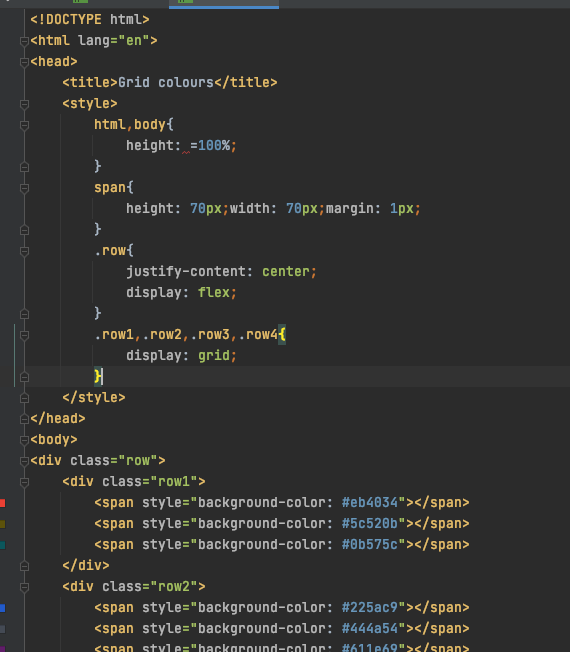 <!DOCTYPE html>
<html lang="en">
<head>
    <title>Grid colours</title>
    <style>
        html,body{
            height: =100%;
        }
        span{
            height: 70px;width: 70px;margin: 1px;
        }
        .row{
            justify-content: center;
            display: flex;
        }
        .row1,.row2,.row3,.row4{
            display: grid;
        }
    </style>
</head>
<body>
<div class="row">
    <div class="row1">
        <span style="background-color: #eb4034"></span>
        <span style="background-color: #5c520b"></span>
        <span style="background-color: #0b575c"></span>
    </div>
    <div class="row2">
        <span style="background-color: #225ac9"></span>
        <span style="background-color: #444a54"></span>
        <span style="background-color: #611e69"></span>